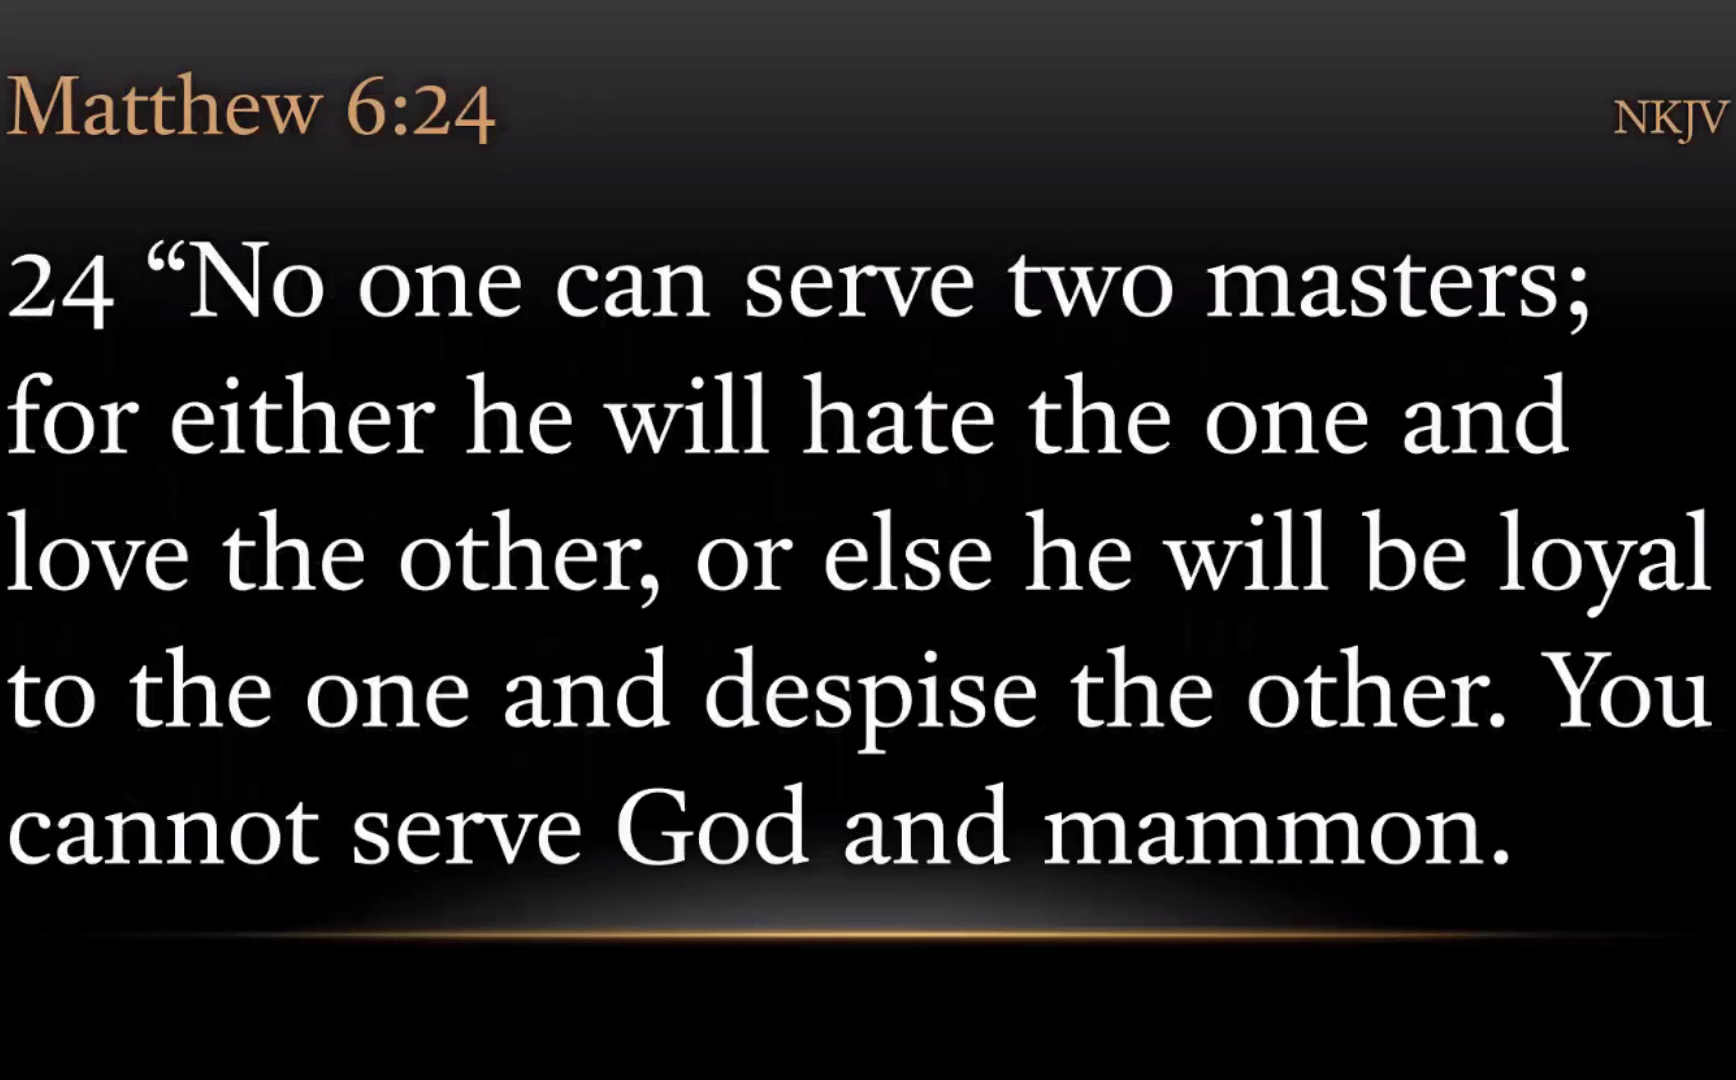 Matthew 6:24 NKJV
24 “No one can serve two masters;
for either he will hate the one and
love the other, or else he will be loyal
to the one and despise the other. You
cannot serve God and mammon.